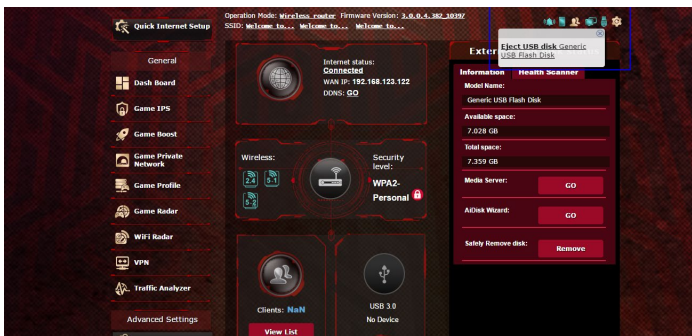 Quick Internet Setup
Operation Mode: Wireless router Firmware Version: 3.0.0.4.382_10397
SSID: Welcome to... Welcome to... Welcome to...
General
Dash Board
Game IPS
Game Boost
Game Private
Network
Game Profile
Game Radar
WiFi Radar
VPN
Traffic Analyzer
Advanced Settings
Internet status:
Connected
WAN IP: 192.168.123.122
DDNS: GO
Wireless:
2.4
5-1
5-2
Security
level:
WPA2-
Personal
Clients: NaN
View List
USB 3.0
No Device
Eject USB disk Generic
USB Flash Disk
Information
Health Scanner
Model Name:
Generic USB Flash Disk
Available space:
7.028 GB
Total space:
7.359 GB
Media Server:
GO
AiDisk Wizard:
GO
Safely Remove disk:
Remove